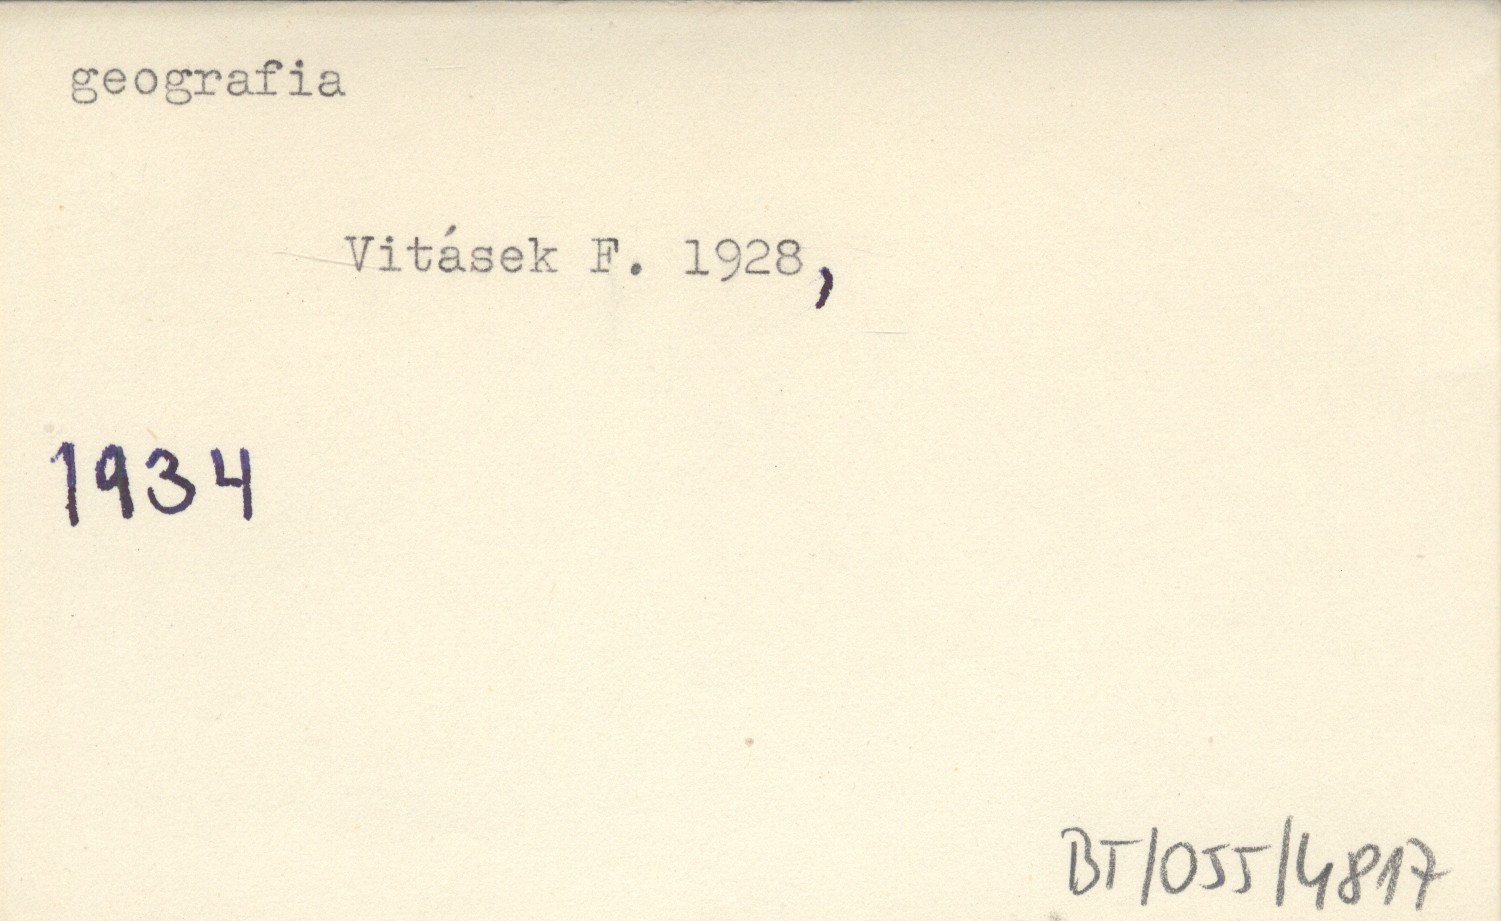 geografia
Vitásek F. 1928,
1934
BT/055/4817